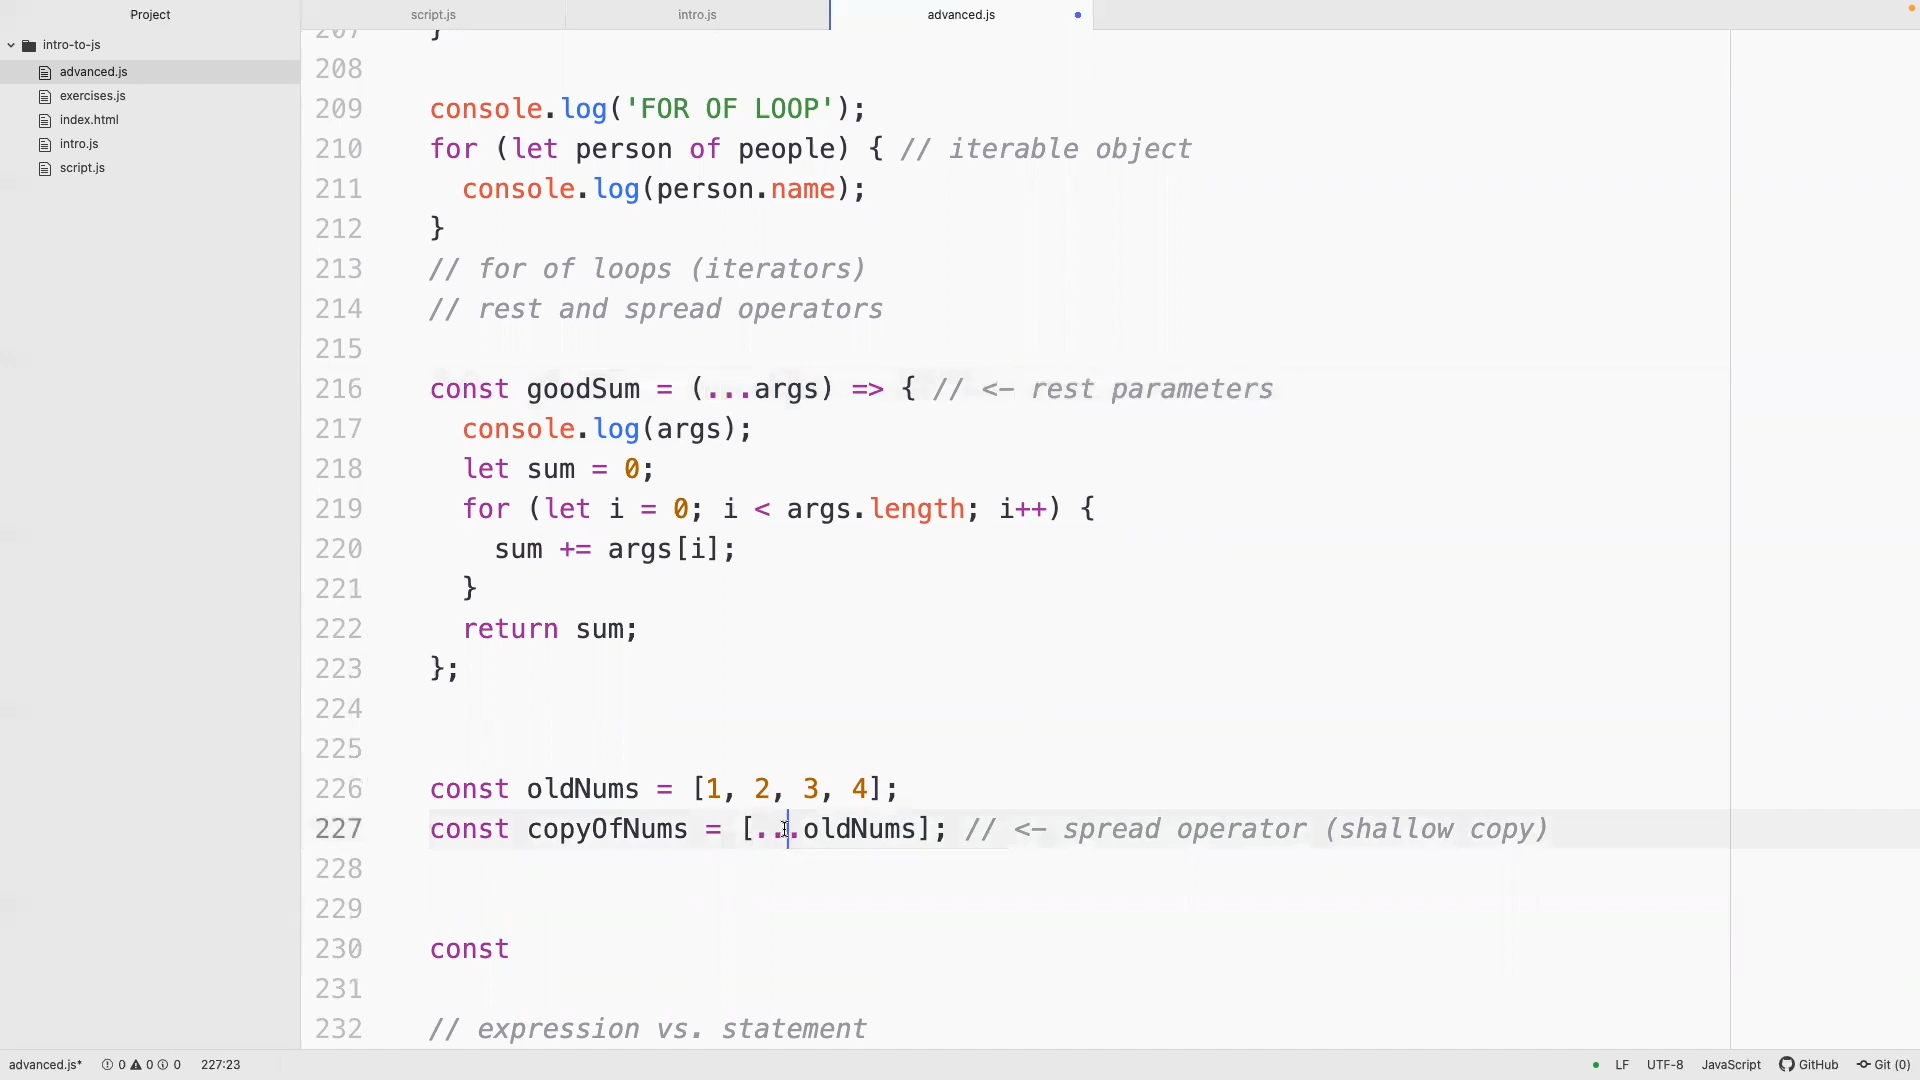 Project
script.js
intro.js
advanced.js
intro-to-js
advanced.js
exercises.js
index.html
intro.js
script.js
207 }
208
209 console.log('FOR OF LOOP');
210 for (let person of people) { // iterable object
211   console.log(person.name);
212 }
213 // for of loops (iterators)
214 // rest and spread operators
215
216 const goodSum = (...args) => { // <- rest parameters
217   console.log(args);
218   let sum = 0;
219   for (let i = 0; i < args.length; i++) {
220     sum += args[i];
221   }
222   return sum;
223 };
224
225
226 const oldNums = [1, 2, 3, 4];
227 const copyOfNums = [...oldNums]; // <- spread operator (shallow copy)
228
229
230 const
231
232 // expression vs. statement
advanced.js* 0 0 0 227:23 LF UTF-8 JavaScript GitHub Git (0)